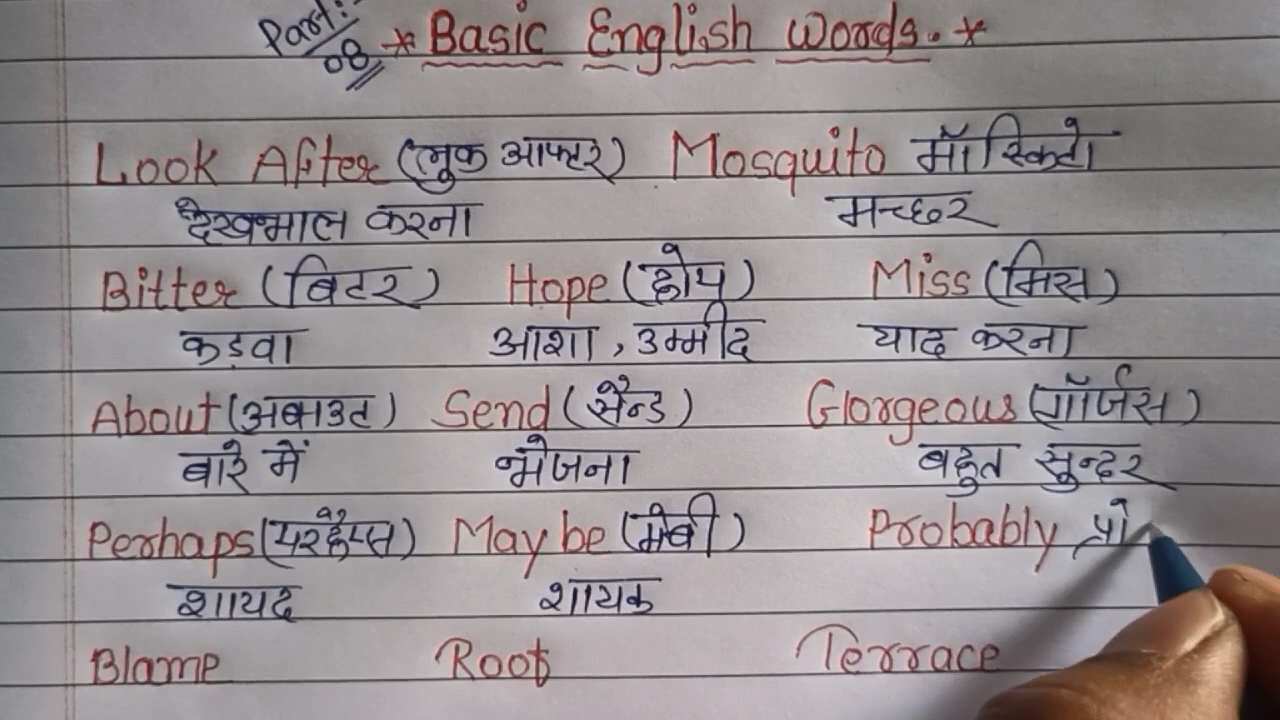 Part: 08 * Basic English Words. *
Look After (लुक आफ्टर) Mosquito मॉस्किटो
देखभाल करना मच्छर
Bitter (बिटर) Hope (होप) Miss (मिस)
कड़वा आशा, उम्मीद याद करना
About (अबाउट) Send (सैन्ड) Gorgeous (गॉर्जस)
बारे में भेजना बहुत सुन्दर
Perhaps (परहैप्स) May be (मेबी) Probably प्रो
शायद शायक
Blame Roof Terrace